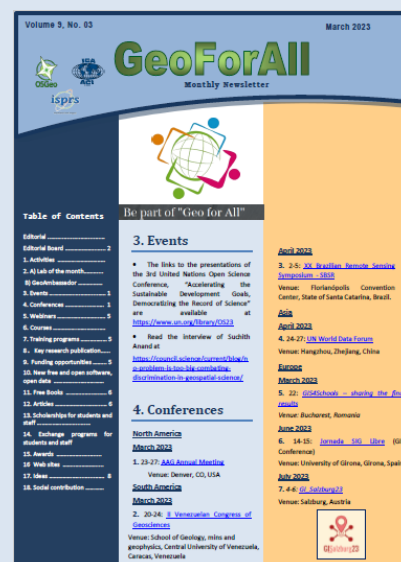 Volume 9, No. 03
March 2023
GeoForAll
Monthly Newsletter
OSGeo
ICA
ACI
isprs
Table of Contents
Editorial ..............................
Editorial Board .................... 2
1. Activities ..........................
2. A) Lab of the month..........
B) GeoAmbassador ................
3. Events ............................... 1
4. Conferences ..................... 1
5. Webinars ......................... 5
6. Courses.............................
7. Training programs ............ 5
8. Key research publication......
9. Funding opportunities ....... 5
10. New free and open software,
open data ..............................
11. Free Books ...................... 6
12. Articles ............................ 6
13. Scholarships for students and
staff ........................................
14. Exchange programs for
students and staff
15. Awards .............................
16 Web sites .........................
17. Ideas ................................ 8
18. Social contribution ...........
Be part of "Geo for All"
3. Events
• The links to the presentations of
the 3rd United Nations Open Science
Conference, "Accelerating the
Sustainable Development Goals,
Democratizing the Record of Science"
are available at
https://www.un.org/library/OS23
• Read the interview of Suchith
Anand at
https://council.science/current/blog/n
o-problem-is-too-big-combating-
discrimination-in-geospatial-science/
4. Conferences
North America
March 2023
1. 23-27: AAG Annual Meeting
Venue: Denver, CO, USA
South America
March 2023
2. 20-24: II Venezuelan Congress of
Geosciences
Venue: School of Geology, mins and
geophysics, Central University of Venezuela,
Caracas, Venezuela
April 2023
3. 2-5: XX Brazilian Remote Sensing
Symposium - SBSR
Venue: Florianópolis Convention
Center, State of Santa Catarina, Brazil.
Asia
April 2023
4. 24-27: UN World Data Forum
Venue: Hangzhou, Zhejiang, China
Europe
March 2023
5. 22: GIS4Schools – sharing the final
results
Venue: Bucharest, Romania
June 2023
6. 14-15: Jornada SIG Libre (GIS
Conference)
Venue: University of Girona, Girona, Spain
July 2023
7. 4-6: GI_Salzburg23
Venue: Salzburg, Austria
GISalzburg23